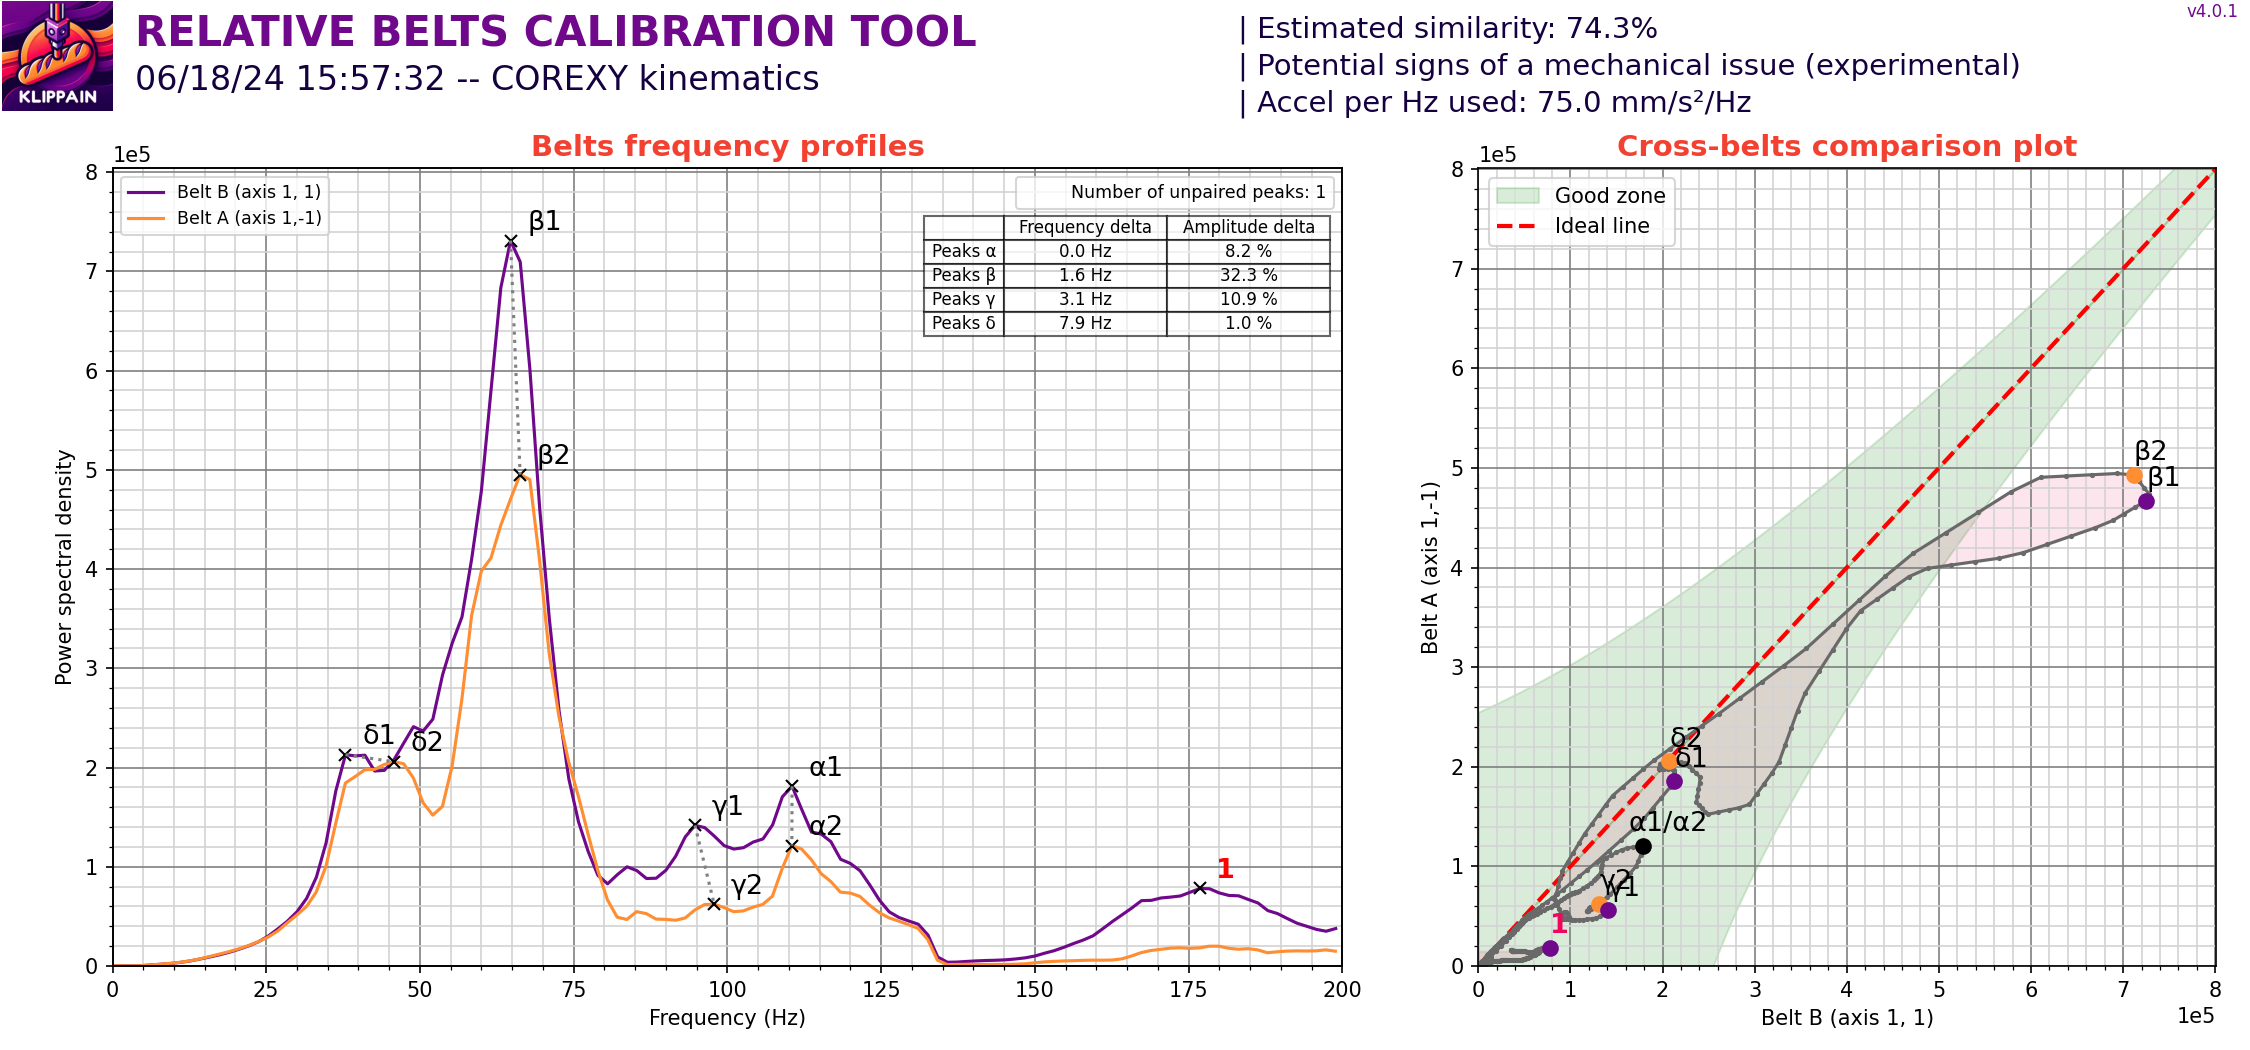 KLIPPAIN
RELATIVE BELTS CALIBRATION TOOL
06/18/24 15:57:32 -- COREXY kinematics
| Estimated similarity: 74.3%
| Potential signs of a mechanical issue (experimental)
| Accel per Hz used: 75.0 mm/s²/Hz
v4.0.1
Belts frequency profiles
1e5
Belt B (axis 1, 1)
Belt A (axis 1,-1)
Number of unpaired peaks: 1
Frequency delta Amplitude delta
Peaks α 0.0 Hz 8.2 %
Peaks β 1.6 Hz 32.3 %
Peaks γ 3.1 Hz 10.9 %
Peaks δ 7.9 Hz 1.0 %
β1
β2
δ1
δ2
γ1
γ2
α1
α2
1
8
7
6
5
4
3
2
1
0
Power spectral density
0 25 50 75 100 125 150 175 200
Frequency (Hz)
Cross-belts comparison plot
1e5
Good zone
Ideal line
β2
β1
δ2
δ1
α1/α2
γ2
γ1
1
8
7
6
5
4
3
2
1
0
Belt A (axis 1,-1)
0 1 2 3 4 5 6 7 8
Belt B (axis 1, 1)
1e5